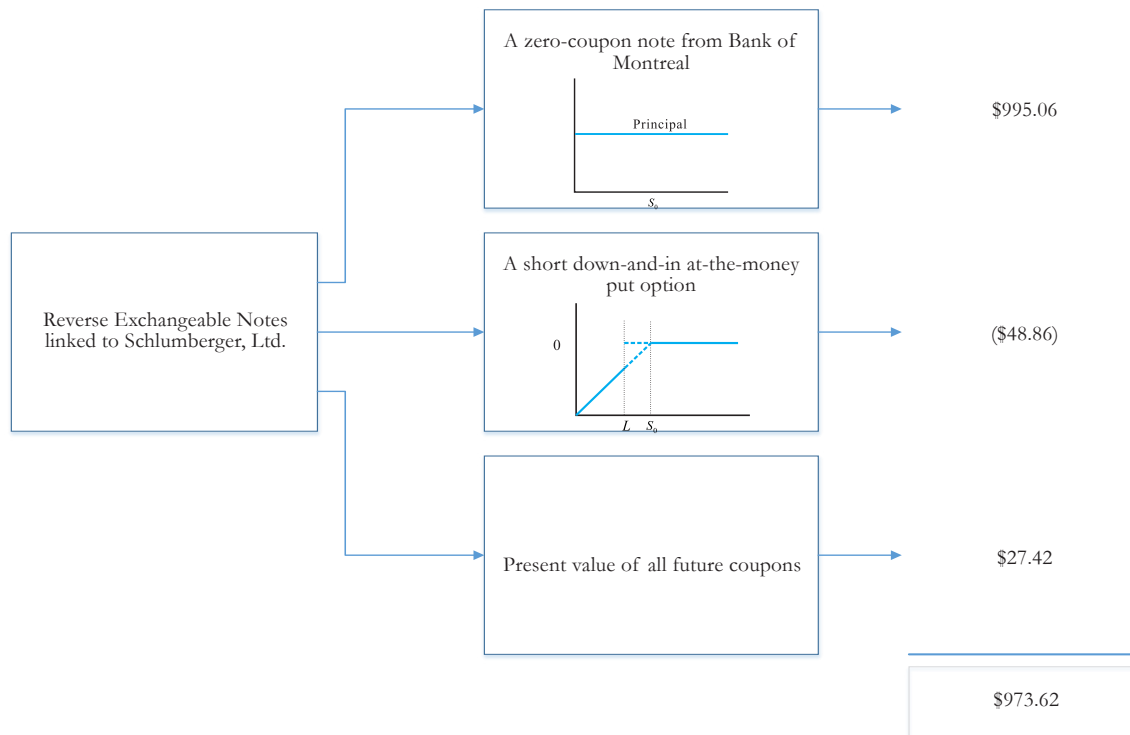 A zero-coupon note from Bank of
Montreal
Principal
S₀
$995.06
Reverse Exchangeable Notes
linked to Schlumberger, Ltd.
A short down-and-in at-the-money
put option
0
L S₀
($48.86)
Present value of all future coupons
$27.42
$973.62